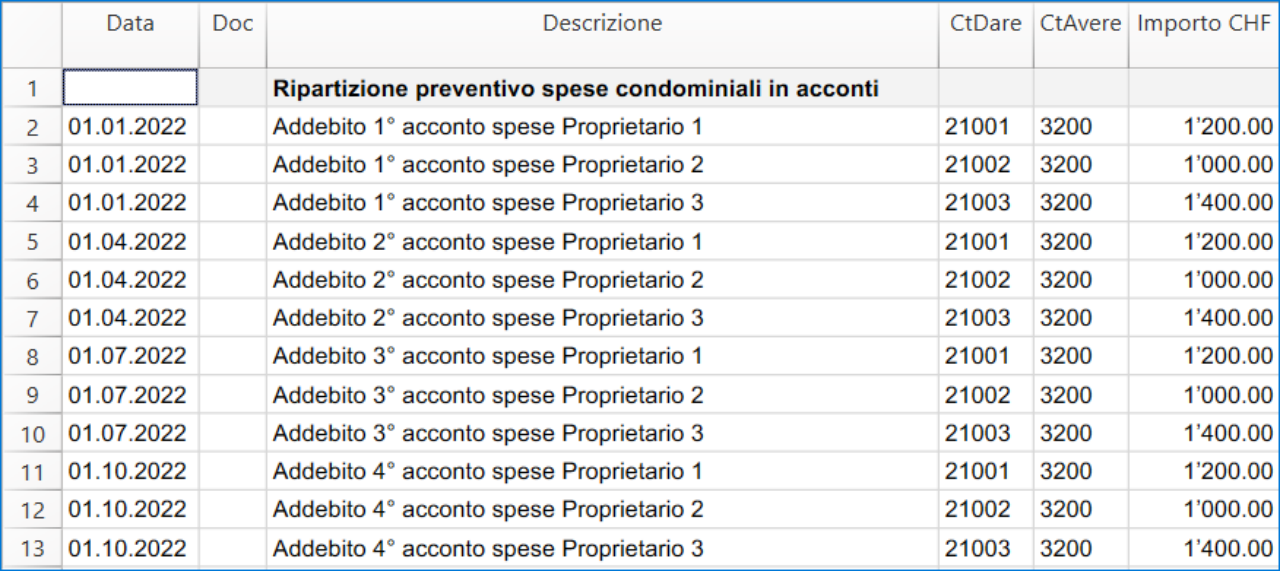 Data Doc Descrizione CtDare CtAvere Importo CHF
1 Ripartizione preventivo spese condominiali in acconti
2 01.01.2022 Addebito 1° acconto spese Proprietario 1 21001 3200 1’200.00
3 01.01.2022 Addebito 1° acconto spese Proprietario 2 21002 3200 1’000.00
4 01.01.2022 Addebito 1° acconto spese Proprietario 3 21003 3200 1’400.00
5 01.04.2022 Addebito 2° acconto spese Proprietario 1 21001 3200 1’200.00
6 01.04.2022 Addebito 2° acconto spese Proprietario 2 21002 3200 1’000.00
7 01.04.2022 Addebito 2° acconto spese Proprietario 3 21003 3200 1’400.00
8 01.07.2022 Addebito 3° acconto spese Proprietario 1 21001 3200 1’200.00
9 01.07.2022 Addebito 3° acconto spese Proprietario 2 21002 3200 1’000.00
10 01.07.2022 Addebito 3° acconto spese Proprietario 3 21003 3200 1’400.00
11 01.10.2022 Addebito 4° acconto spese Proprietario 1 21001 3200 1’200.00
12 01.10.2022 Addebito 4° acconto spese Proprietario 2 21002 3200 1’000.00
13 01.10.2022 Addebito 4° acconto spese Proprietario 3 21003 3200 1’400.00